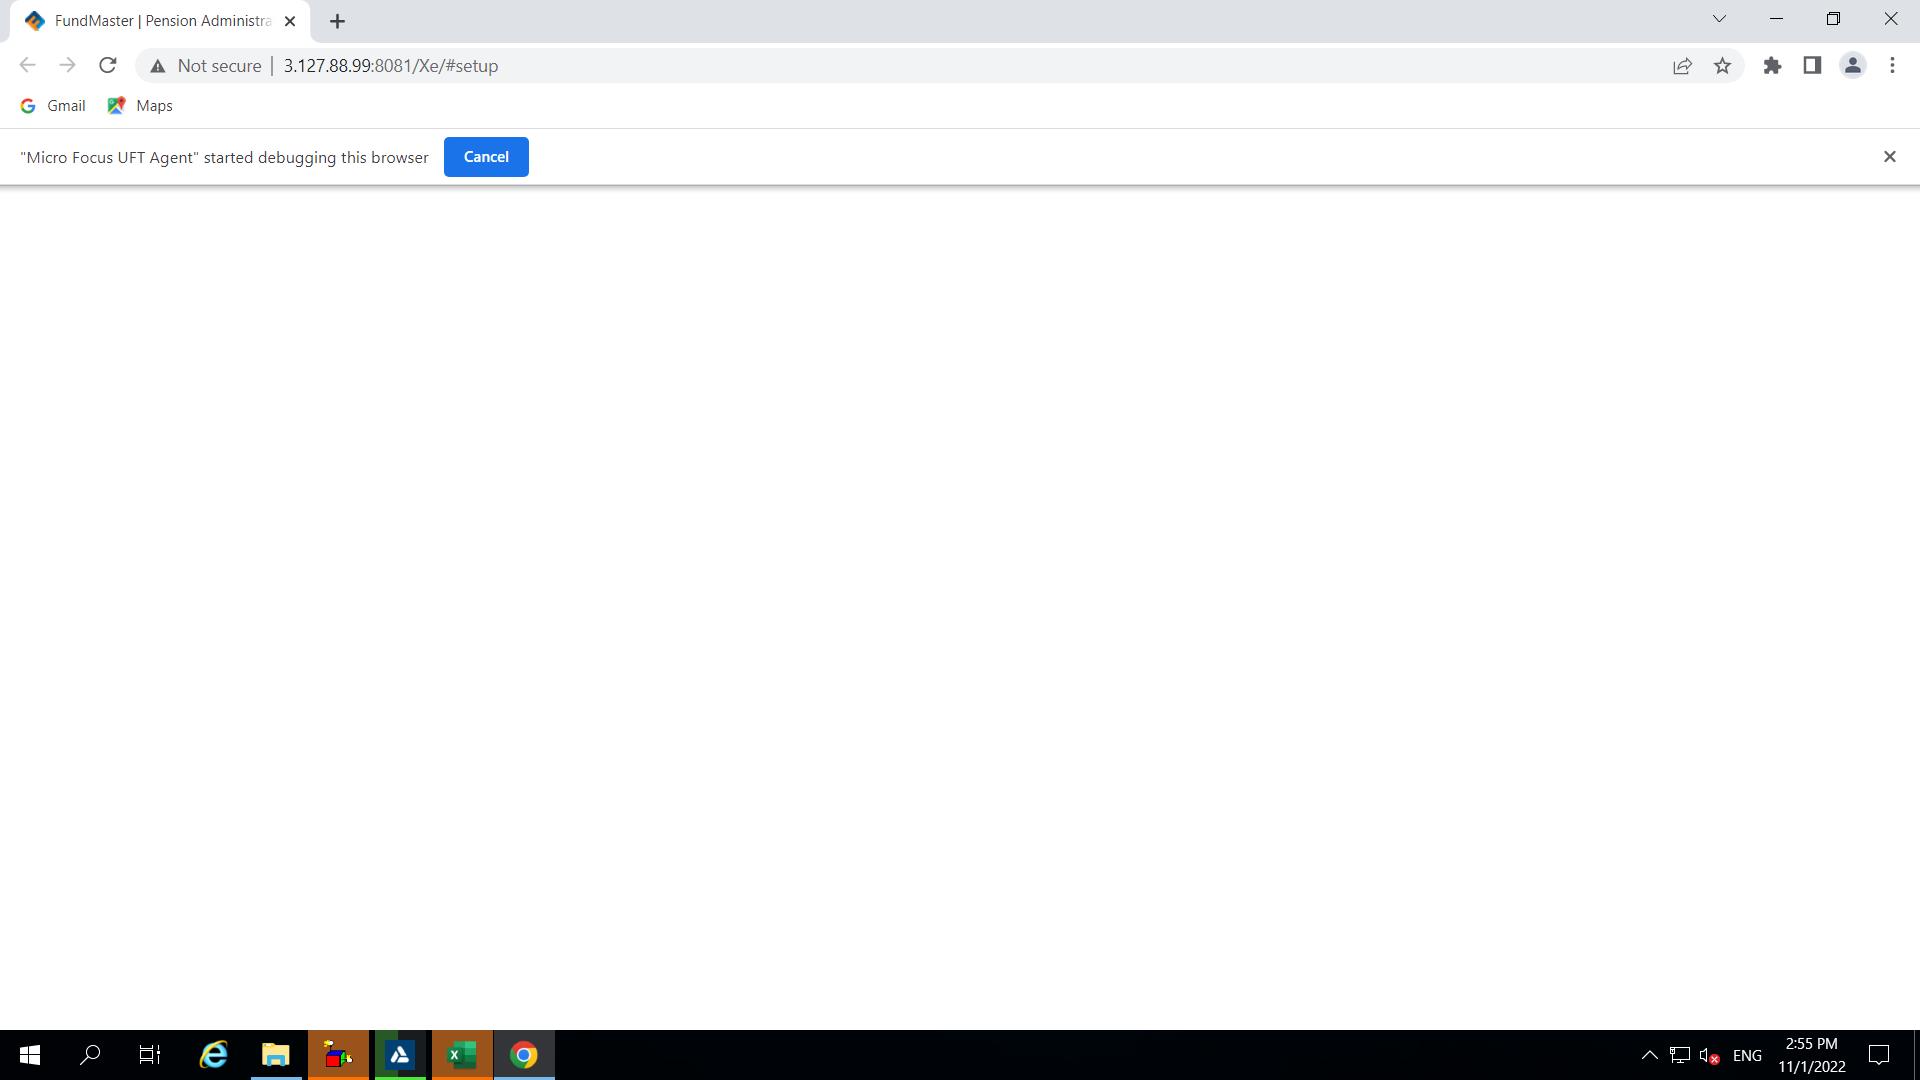 FundMaster | Pension Administra
Not secure | 3.127.88.99:8081/Xe/#setup
Gmail Maps
"Micro Focus UFT Agent" started debugging this browser Cancel
ENG
2:55 PM
11/1/2022